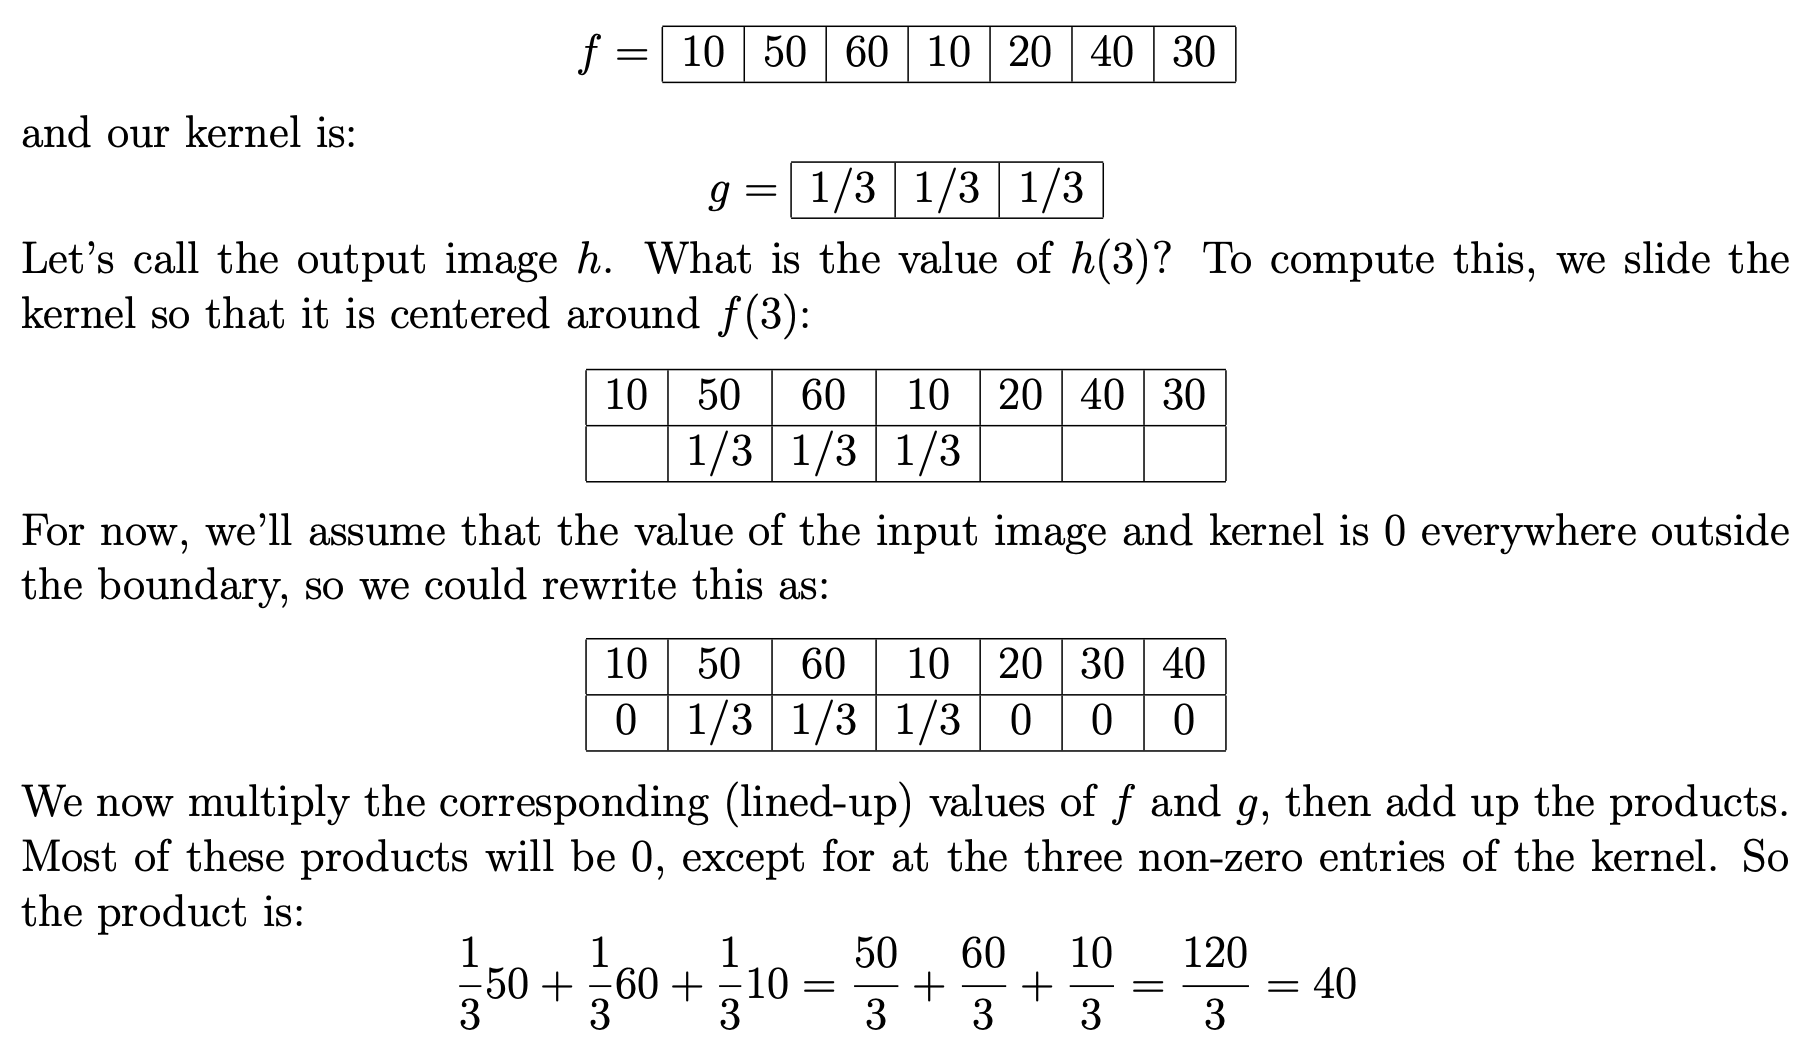 f = 10 50 60 10 20 40 30
and our kernel is:
g = 1/3 1/3 1/3
Let's call the output image h. What is the value of h(3)? To compute this, we slide the
kernel so that it is centered around f(3):
10 50 60 10 20 40 30
1/3 1/3 1/3
For now, we'll assume that the value of the input image and kernel is 0 everywhere outside
the boundary, so we could rewrite this as:
10 50 60 10 20 30 40
0 1/3 1/3 1/3 0 0 0
We now multiply the corresponding (lined-up) values of f and g, then add up the products.
Most of these products will be 0, except for at the three non-zero entries of the kernel. So
the product is:
1/3 50 + 1/3 60 + 1/3 10 = 50/3 + 60/3 + 10/3 = 120/3 = 40